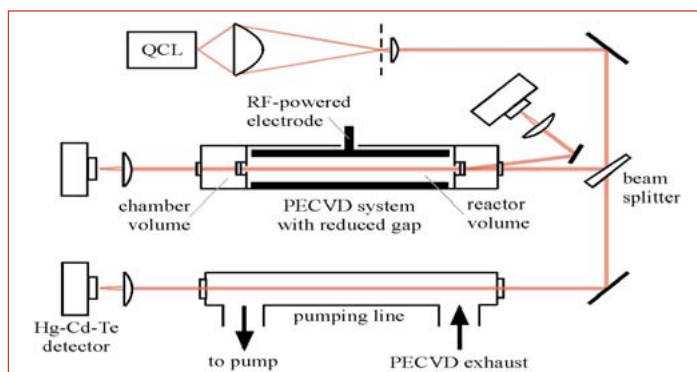 QCL
RF-powered
electrode
chamber
volume
PECVD system
with reduced gap
reactor
volume
beam
splitter
Hg-Cd-Te
detector
pumping line
to pump
PECVD exhaust